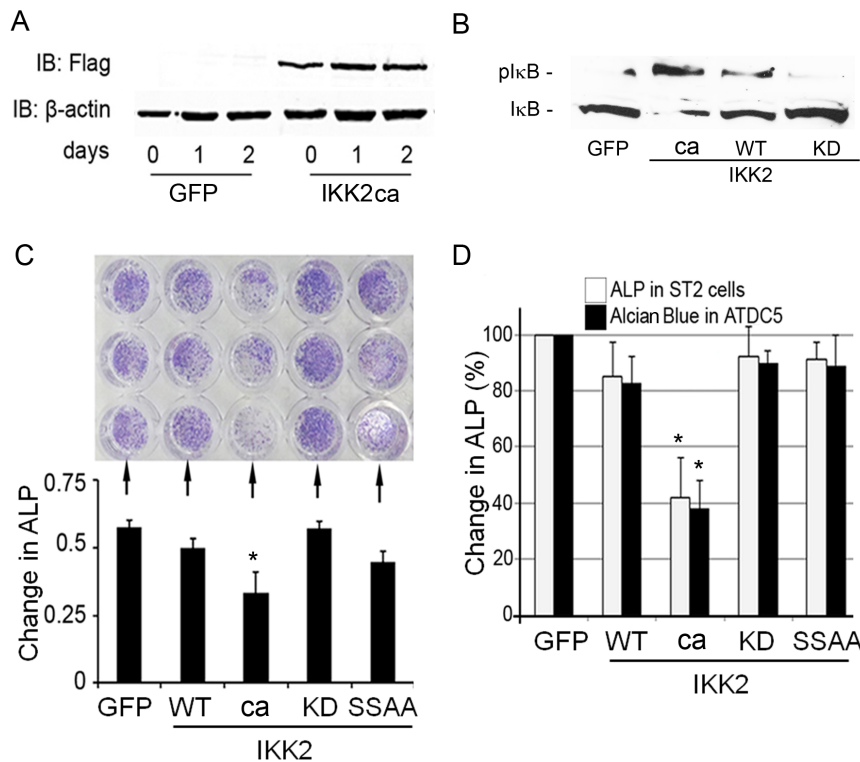 A
IB: Flag
IB: β-actin
days 0 1 2 0 1 2
GFP IKK2ca
B
pIκB -
IκB -
GFP ca WT KD
IKK2
C
Change in ALP
0.75
0.5
0.25
0
*
GFP WT ca KD SSAA
IKK2
D
ALP in ST2 cells
Alcian Blue in ATDC5
Change in ALP (%)
100
80
60
40
20
0
* *
GFP WT ca KD SSAA
IKK2